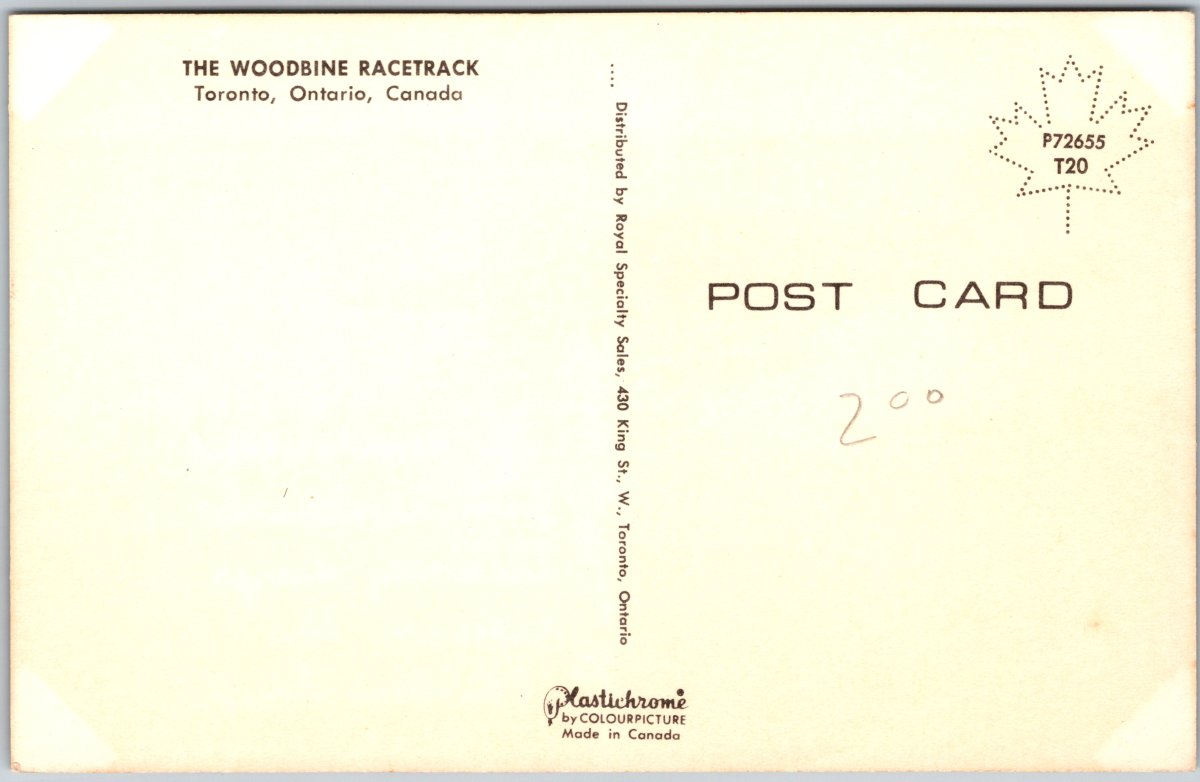 THE WOODBINE RACETRACK
Toronto, Ontario, Canada
Distributed by Royal Specialty Sales, 430 King St., W., Toronto, Ontario
P72655
T20
POST CARD
2 00
Plastichrome
by COLOURPICTURE
Made in Canada